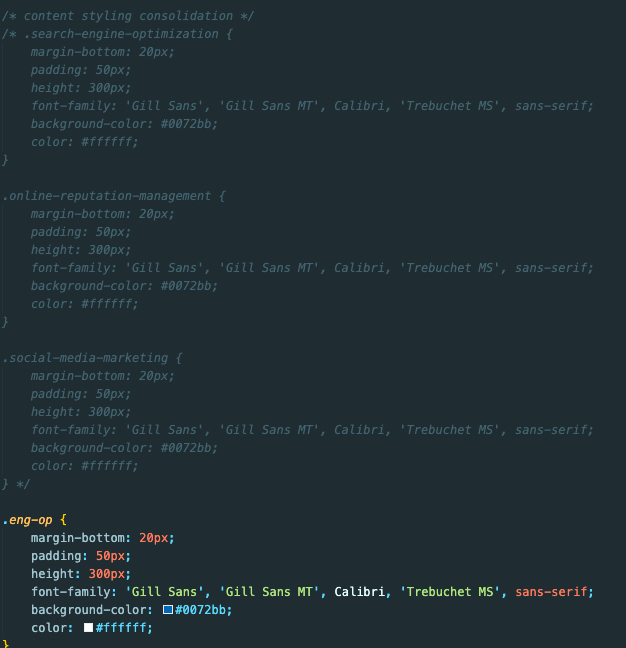 /* content styling consolidation */
/* .search-engine-optimization {
    margin-bottom: 20px;
    padding: 50px;
    height: 300px;
    font-family: 'Gill Sans', 'Gill Sans MT', Calibri, 'Trebuchet MS', sans-serif;
    background-color: #0072bb;
    color: #ffffff;
}

.online-reputation-management {
    margin-bottom: 20px;
    padding: 50px;
    height: 300px;
    font-family: 'Gill Sans', 'Gill Sans MT', Calibri, 'Trebuchet MS', sans-serif;
    background-color: #0072bb;
    color: #ffffff;
}

.social-media-marketing {
    margin-bottom: 20px;
    padding: 50px;
    height: 300px;
    font-family: 'Gill Sans', 'Gill Sans MT', Calibri, 'Trebuchet MS', sans-serif;
    background-color: #0072bb;
    color: #ffffff;
} */

.eng-op {
    margin-bottom: 20px;
    padding: 50px;
    height: 300px;
    font-family: 'Gill Sans', 'Gill Sans MT', Calibri, 'Trebuchet MS', sans-serif;
    background-color: #0072bb;
    color: #ffffff;
}